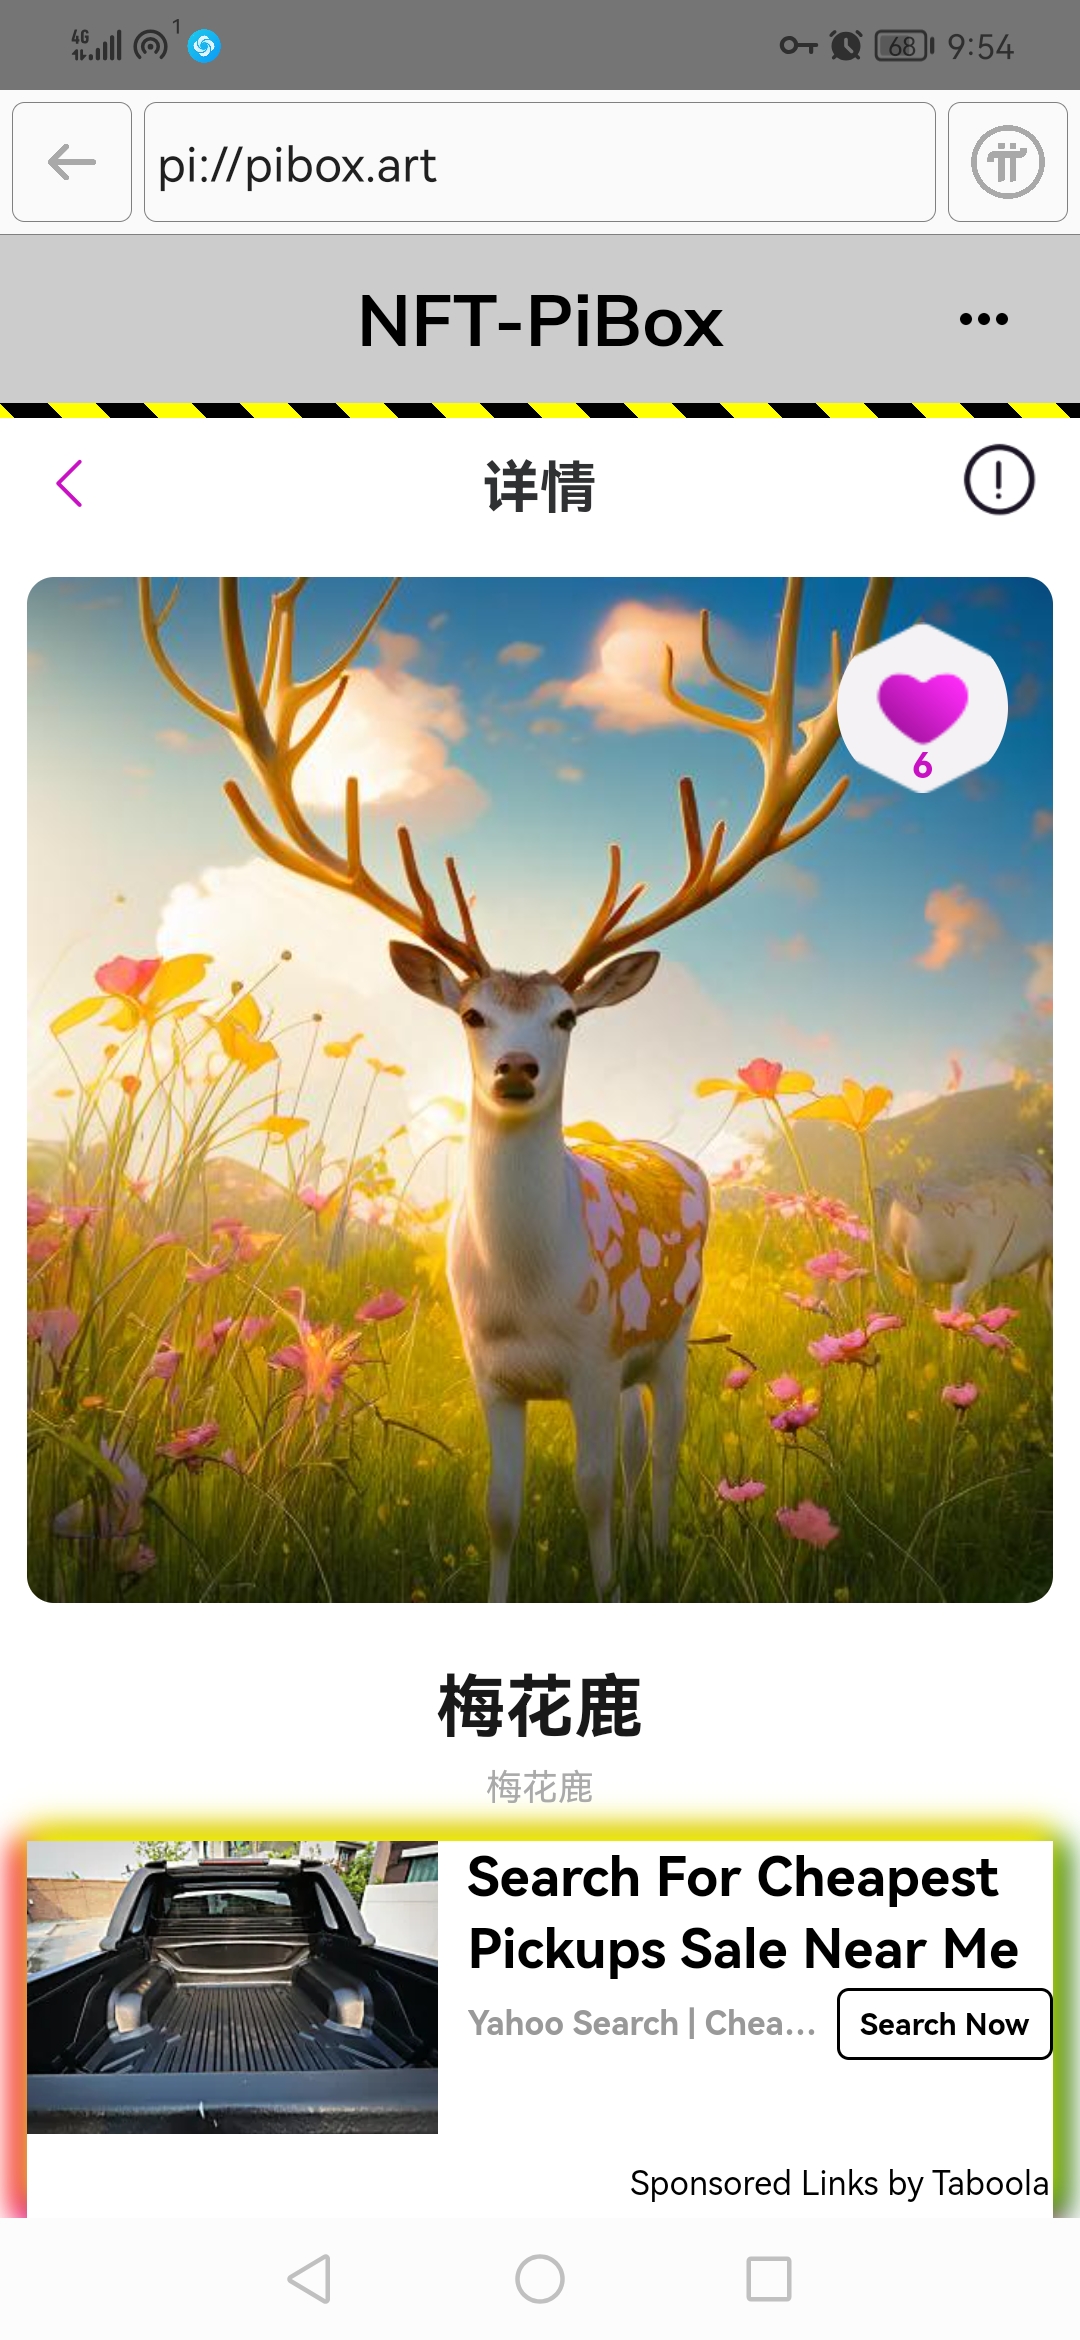 4G 1 68 9:54
pi://pibox.art
NFT-PiBox
详情
6
梅花鹿
梅花鹿
Search For Cheapest
Pickups Sale Near Me
Yahoo Search | Chea...
Search Now
Sponsored Links by Taboola